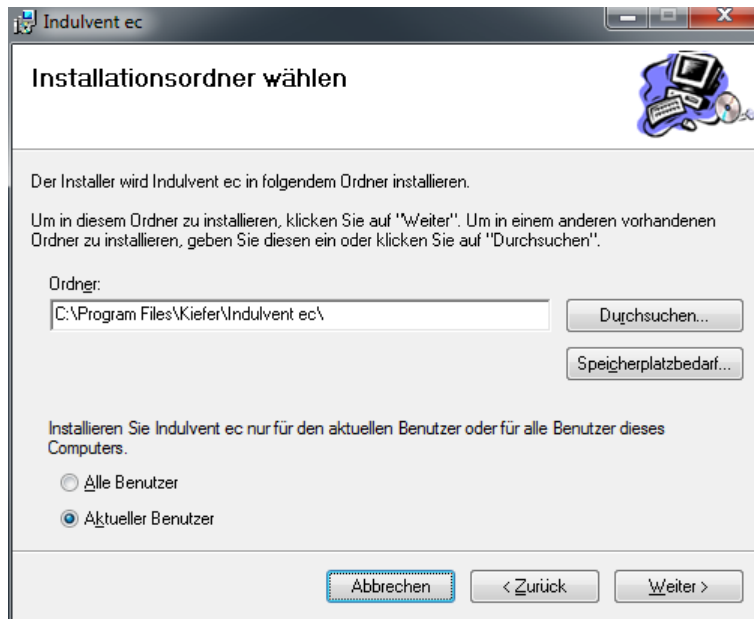 Indulvent ec
Installationsordner wählen
Der Installer wird Indulvent ec in folgendem Ordner installieren.
Um in diesem Ordner zu installieren, klicken Sie auf "Weiter". Um in einem anderen vorhandenen
Ordner zu installieren, geben Sie diesen ein oder klicken Sie auf "Durchsuchen".
Ordner:
C:\Program Files\Kiefer\Indulvent ec\
Durchsuchen...
Speicherplatzbedarf...
Installieren Sie Indulvent ec nur für den aktuellen Benutzer oder für alle Benutzer dieses
Computers.
Alle Benutzer
Aktueller Benutzer
Abbrechen
< Zurück
Weiter >